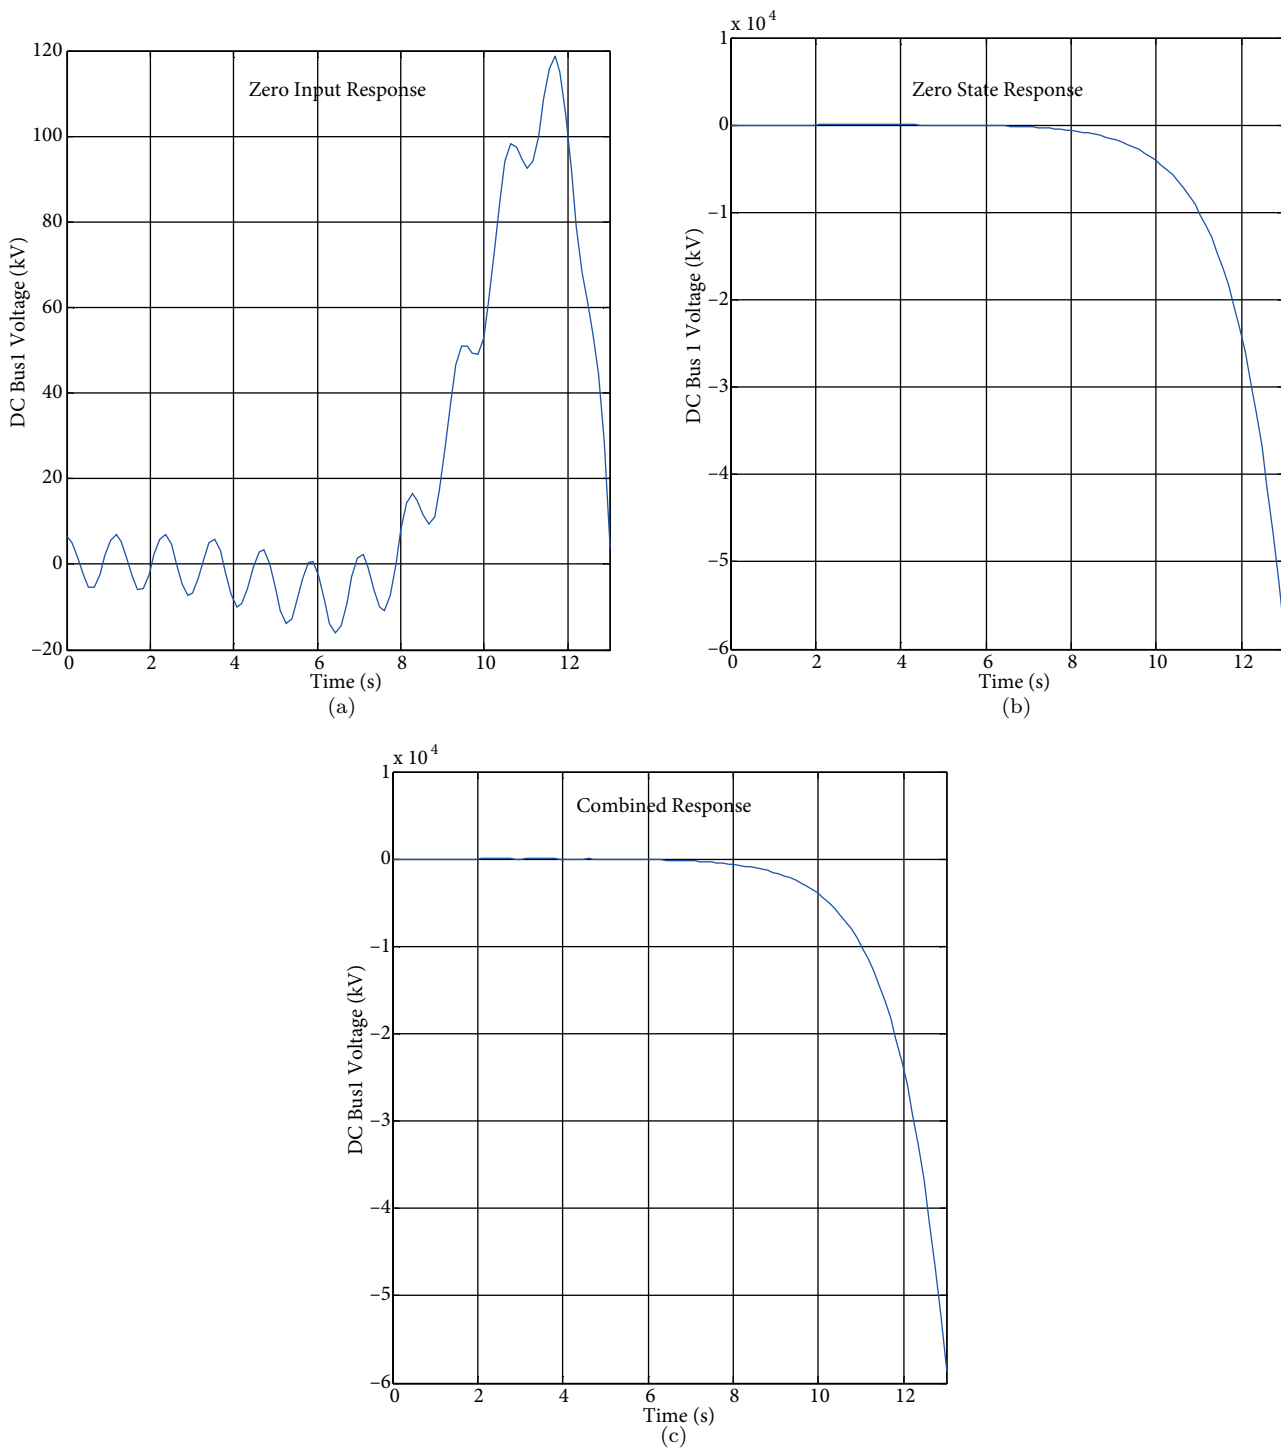 Zero Input Response
DC Bus1 Voltage (kV)
120
100
80
60
40
20
0
−20
0 2 4 6 8 10 12
Time (s)
(a)
x 10 4
Zero State Response
DC Bus 1 Voltage (kV)
1
0
−1
−2
−3
−4
−5
−6
0 2 4 6 8 10 12
Time (s)
(b)
x 10 4
Combined Response
DC Bus1 Voltage (kV)
1
0
−1
−2
−3
−4
−5
−6
0 2 4 6 8 10 12
Time (s)
(c)